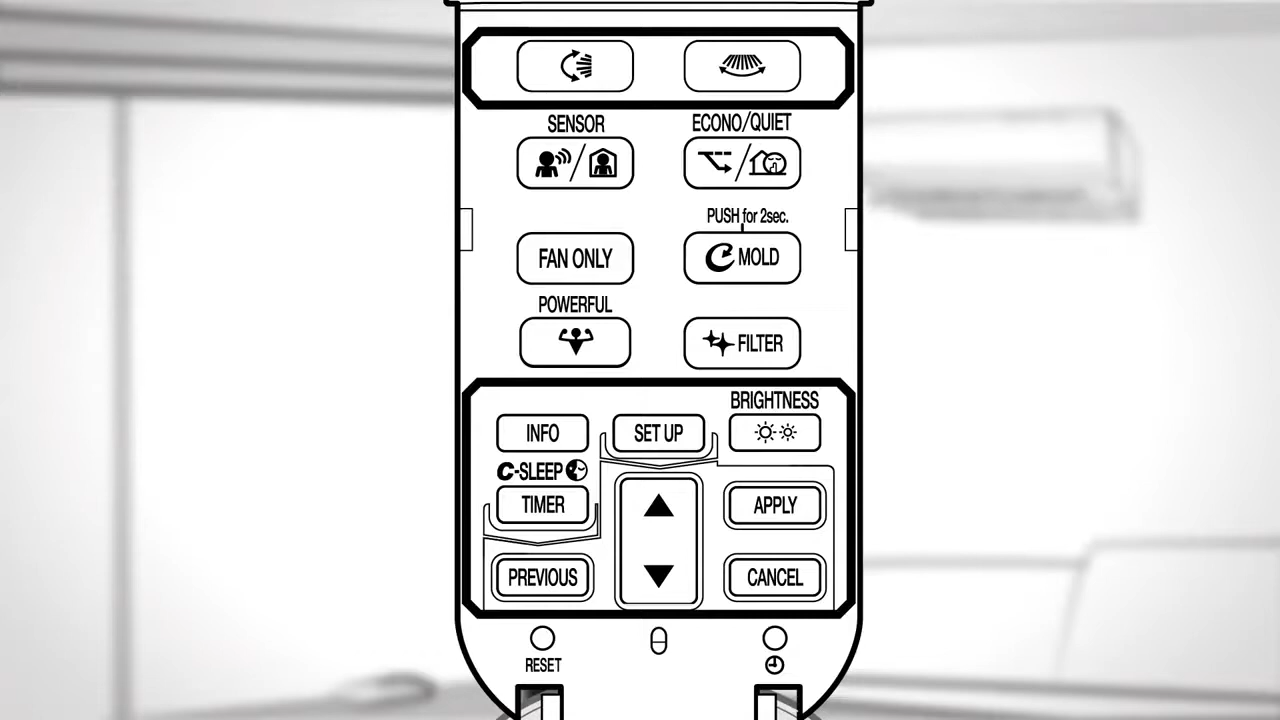 SENSOR
ECONO/QUIET
PUSH for 2sec.
FAN ONLY
MOLD
POWERFUL
FILTER
BRIGHTNESS
INFO
SET UP
C-SLEEP
TIMER
APPLY
PREVIOUS
CANCEL
RESET